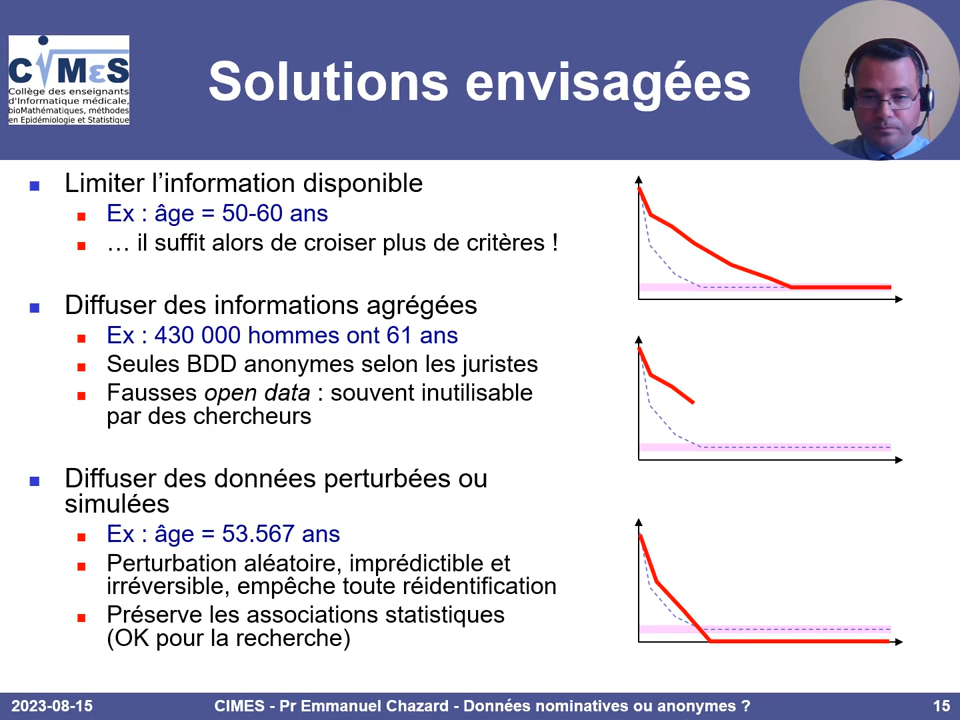 CIMES
Collège des enseignants
d'Informatique médicale,
bioMathématiques, méthodes
en Epidémiologie et Statistique
Solutions envisagées
Limiter l'information disponible
Ex : âge = 50-60 ans
… il suffit alors de croiser plus de critères !
Diffuser des informations agrégées
Ex : 430 000 hommes ont 61 ans
Seules BDD anonymes selon les juristes
Fausses open data : souvent inutilisable
par des chercheurs
Diffuser des données perturbées ou
simulées
Ex : âge = 53.567 ans
Perturbation aléatoire, imprédictible et
irréversible, empêche toute réidentification
Préserve les associations statistiques
(OK pour la recherche)
2023-08-15
CIMES - Pr Emmanuel Chazard - Données nominatives ou anonymes ?
15